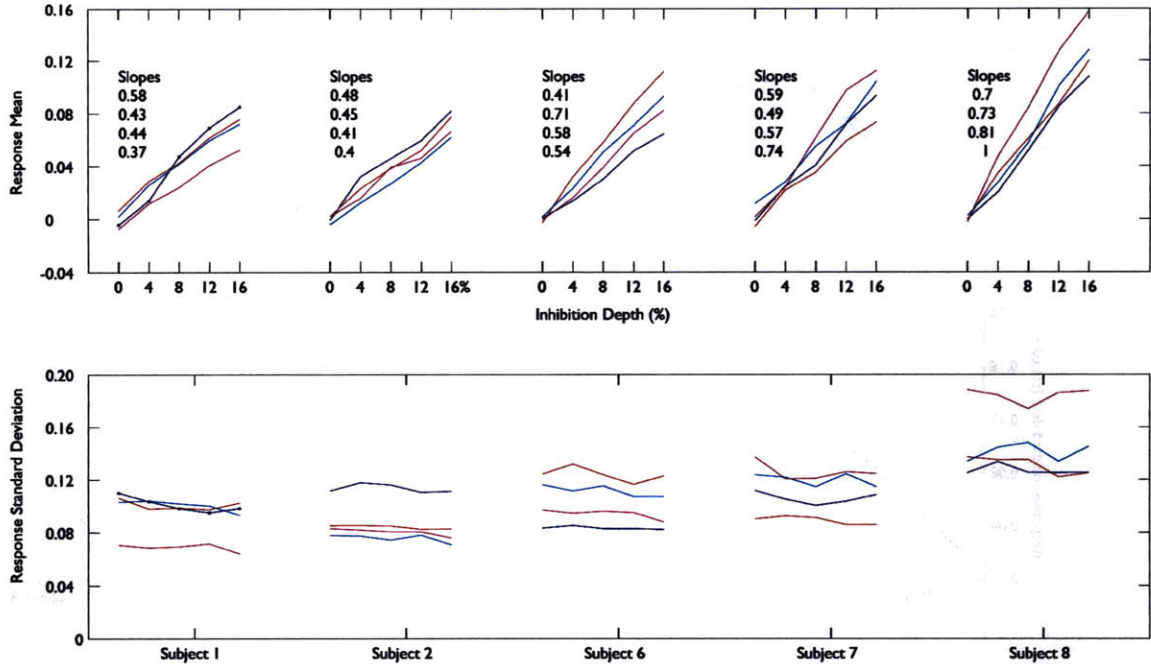 0.16
0.12
0.08
0.04
0
-0.04
Response Mean
Slopes
0.58
0.43
0.44
0.37
Slopes
0.48
0.45
0.41
0.4
Slopes
0.41
0.71
0.58
0.54
Slopes
0.59
0.49
0.57
0.74
Slopes
0.7
0.73
0.81
1
0 4 8 12 16
0 4 8 12 16%
0 4 8 12 16
0 4 8 12 16
0 4 8 12 16
Inhibition Depth (%)
0.20
0.16
0.12
0.08
0.04
0
Response Standard Deviation
Subject 1
Subject 2
Subject 6
Subject 7
Subject 8